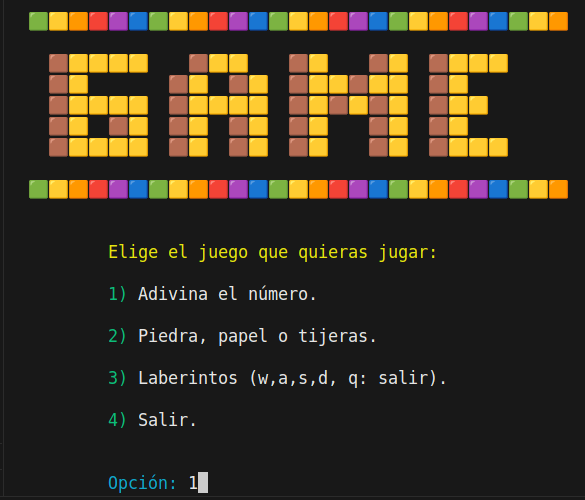 GAME
Elige el juego que quieras jugar:
1) Adivina el número.
2) Piedra, papel o tijeras.
3) Laberintos (w,a,s,d, q: salir).
4) Salir.
Opción: 1